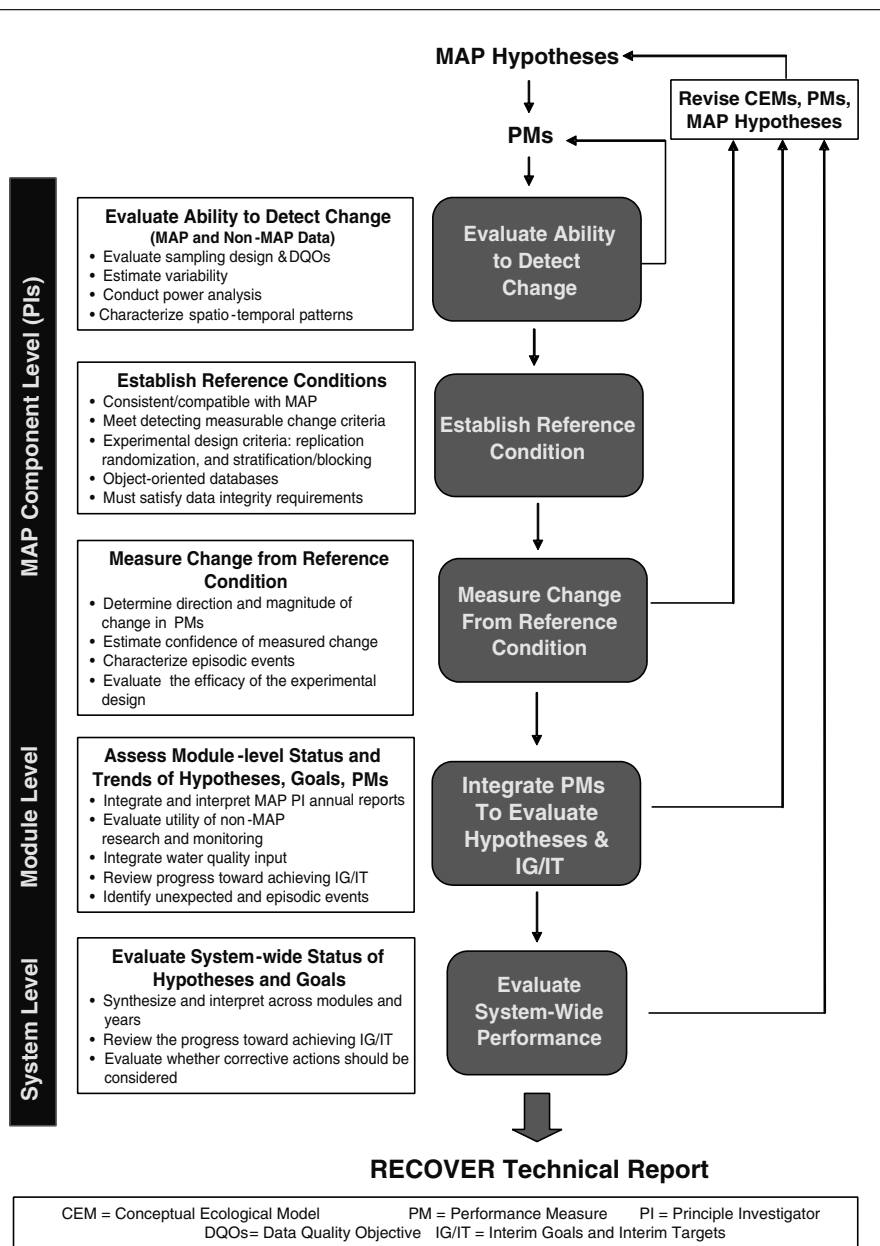 MAP Hypotheses
Revise CEMs, PMs,
MAP Hypotheses
PMs
MAP Component Level (PIs)
Evaluate Ability to Detect Change
(MAP and Non-MAP Data)
• Evaluate sampling design & DQOs
• Estimate variability
• Conduct power analysis
• Characterize spatio-temporal patterns
Evaluate Ability
to Detect
Change
Establish Reference Conditions
• Consistent/compatible with MAP
• Meet detecting measurable change criteria
• Experimental design criteria: replication
randomization, and stratification/blocking
• Object-oriented databases
• Must satisfy data integrity requirements
Establish Reference
Condition
Measure Change from Reference
Condition
• Determine direction and magnitude of
change in PMs
• Estimate confidence of measured change
• Characterize episodic events
• Evaluate the efficacy of the experimental
design
Measure Change
From Reference
Condition
Module Level
Assess Module-level Status and
Trends of Hypotheses, Goals, PMs
• Integrate and interpret MAP PI annual reports
• Evaluate utility of non-MAP
research and monitoring
• Integrate water quality input
• Review progress toward achieving IG/IT
• Identify unexpected and episodic events
Integrate PMs
To Evaluate
Hypotheses &
IG/IT
System Level
Evaluate System-wide Status of
Hypotheses and Goals
• Synthesize and interpret across modules and
years
• Review the progress toward achieving IG/IT
• Evaluate whether corrective actions should be
considered
Evaluate
System-Wide
Performance
RECOVER Technical Report
CEM = Conceptual Ecological Model PM = Performance Measure PI = Principle Investigator
DQOs= Data Quality Objective IG/IT = Interim Goals and Interim Targets